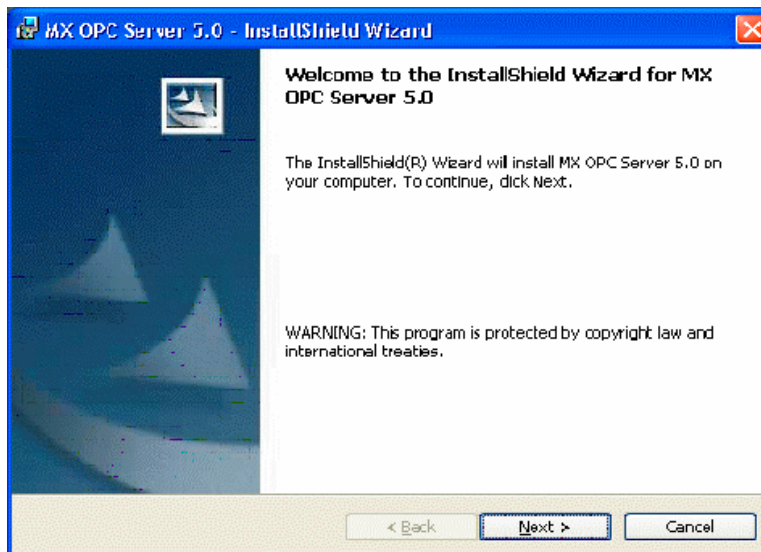 MX OPC Server 5.0 - InstallShield Wizard
Welcome to the InstallShield Wizard for MX
OPC Server 5.0
The InstallShield(R) Wizard will install MX OPC Server 5.0 on
your computer. To continue, click Next.
WARNING: This program is protected by copyright law and
international treaties.
< Back
Next >
Cancel